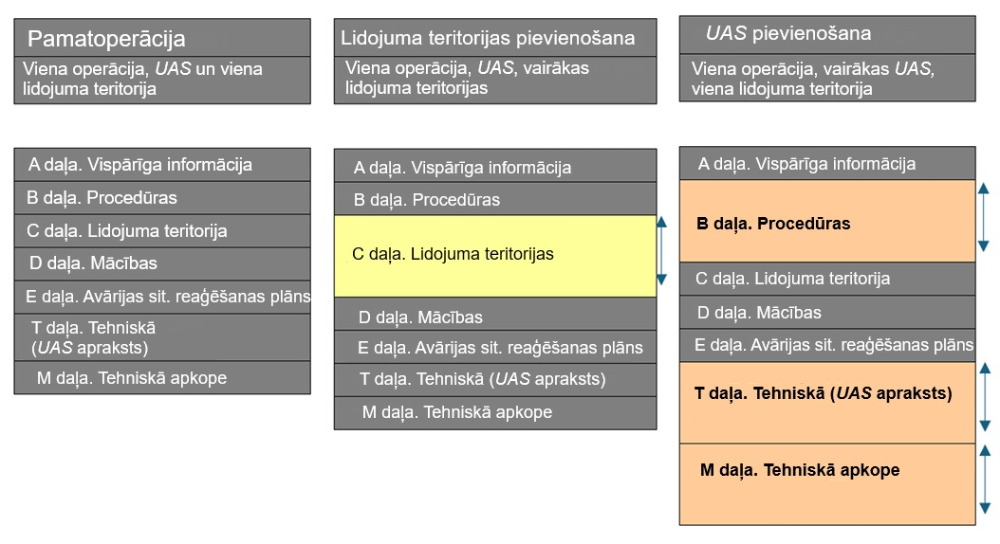 Pamatoperācija
Viena operācija, UAS un viena
lidojuma teritorija
A daļa. Vispārīga informācija
B daļa. Procedūras
C daļa. Lidojuma teritorija
D daļa. Mācības
E daļa. Avārijas sit. reaģēšanas plāns
T daļa. Tehniskā
(UAS apraksts)
M daļa. Tehniskā apkope
Lidojuma teritorijas pievienošana
Viena operācija, UAS, vairākas
lidojuma teritorijas
A daļa. Vispārīga informācija
B daļa. Procedūras
C daļa. Lidojuma teritorijas
D daļa. Mācības
E daļa. Avārijas sit. reaģēšanas plāns
T daļa. Tehniskā (UAS apraksts)
M daļa. Tehniskā apkope
UAS pievienošana
Viena operācija, vairākas UAS,
viena lidojuma teritorija
A daļa. Vispārīga informācija
B daļa. Procedūras
C daļa. Lidojuma teritorija
D daļa. Mācības
E daļa. Avārijas sit. reaģēšanas plāns
T daļa. Tehniskā (UAS apraksts)
M daļa. Tehniskā apkope